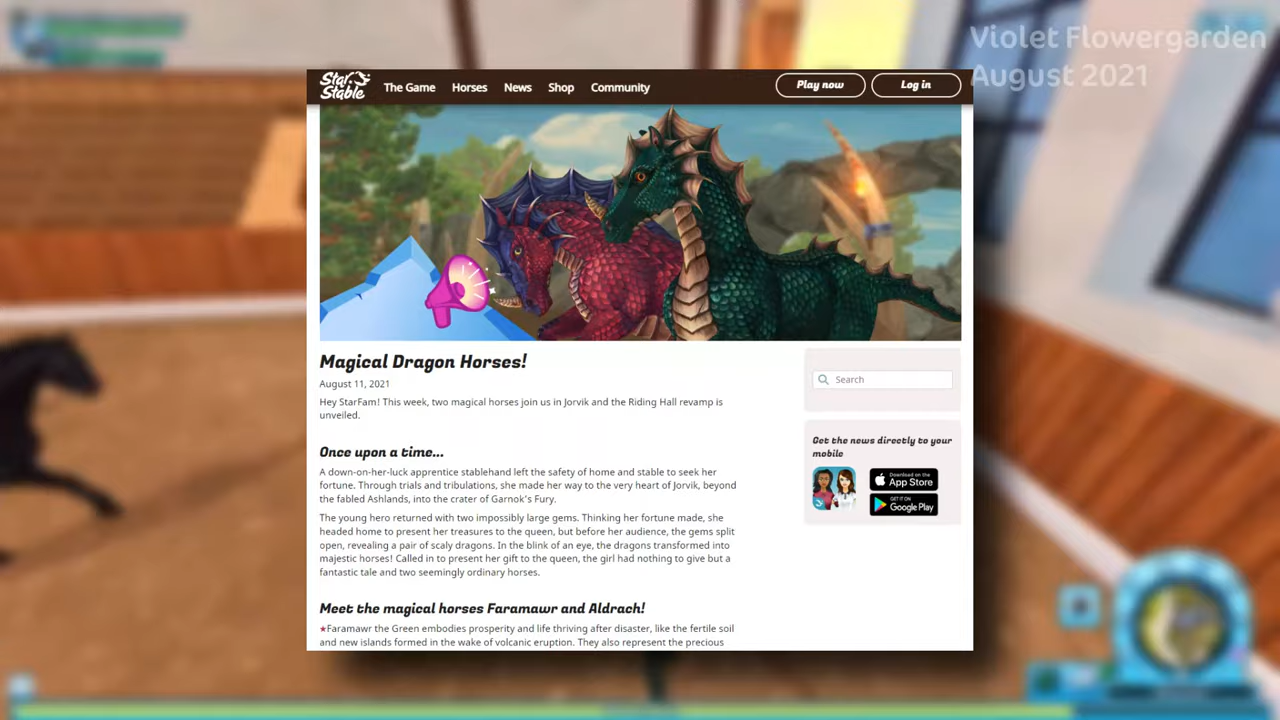 Violet Flowergarden
August 2021
Star Stable
The Game
Horses
News
Shop
Community
Play now
Log in
Magical Dragon Horses!
August 11, 2021
Hey StarFam! This week, two magical horses join us in Jorvik and the Riding Hall revamp is
unveiled.
Once upon a time...
A down-on-her-luck apprentice stablehand left the safety of home and stable to seek her
fortune. Through trials and tribulations, she made her way to the very heart of Jorvik, beyond
the fabled Ashlands, into the crater of Garnok's Fury.
The young hero returned with two impossibly large gems. Thinking her fortune made, she
headed home to present her treasures to the queen, but before her audience, the gems split
open, revealing a pair of scaly dragons. In the blink of an eye, the dragons transformed into
majestic horses! Called in to present her gift to the queen, the girl had nothing to give but a
fantastic tale and two seemingly ordinary horses.
Meet the magical horses Faramawr and Aldrach!
★Faramawr the Green embodies prosperity and life thriving after disaster, like the fertile soil
and new islands formed in the wake of volcanic eruption. They also represent the precious
Search
Get the news directly to your
mobile
Download on the
App Store
GET IT ON
Google Play